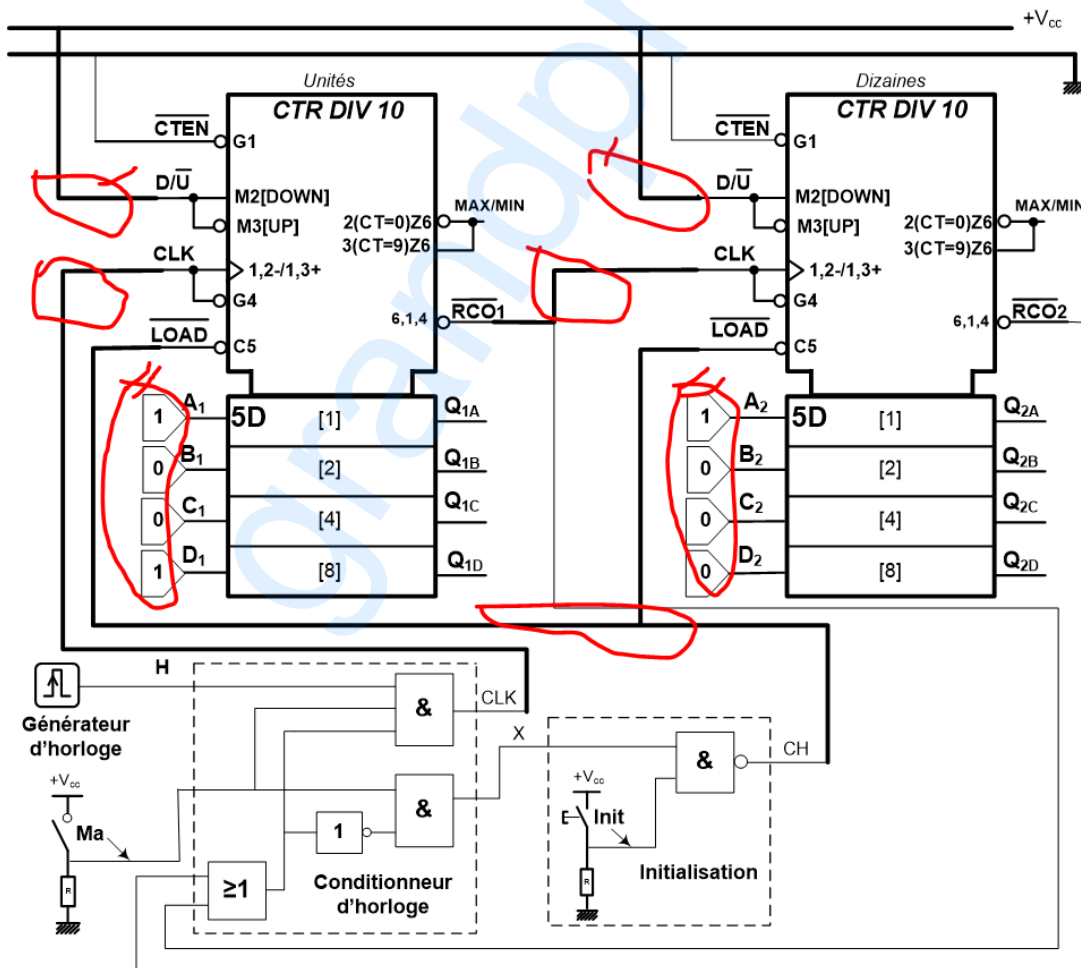 +Vcc
Unités
Dizaines
CTR DIV 10
CTR DIV 10
CTEN
G1
CTEN
G1
D/U
M2[DOWN]
D/U
M2[DOWN]
M3[UP]
MAX/MIN
M3[UP]
MAX/MIN
2(CT=0)Z6
2(CT=0)Z6
3(CT=9)Z6
3(CT=9)Z6
CLK
1,2-/1,3+
CLK
1,2-/1,3+
G4
G4
6,1,4
RCO1
6,1,4
RCO2
LOAD
C5
LOAD
C5
1
A1
5D
[1]
Q1A
1
A2
5D
[1]
Q2A
0
B1
[2]
Q1B
0
B2
[2]
Q2B
0
C1
[4]
Q1C
0
C2
[4]
Q2C
1
D1
[8]
Q1D
0
D2
[8]
Q2D
H
Générateur
d'horloge
&
CLK
X
&
CH
+Vcc
Ma
R
&
1
≥1
Conditionneur
d'horloge
+Vcc
E
Init
R
Initialisation
grandpr